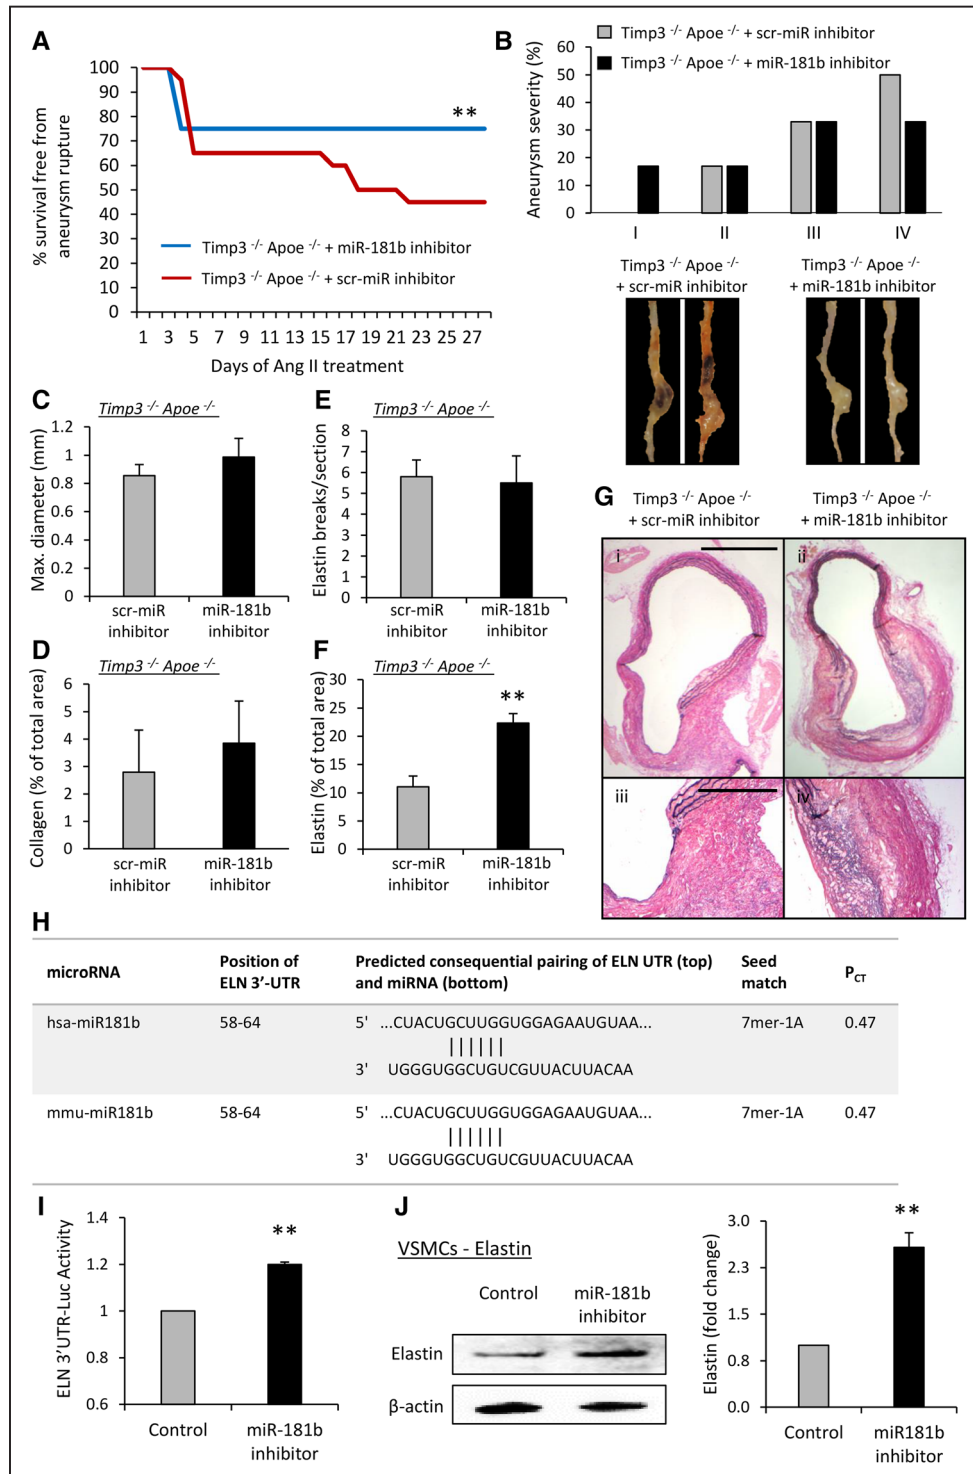 A
% survival free from
aneurysm rupture
100
90
80
70
60
50
40
30
20
10
0
**
Timp3 -/- Apoe -/- + miR-181b inhibitor
Timp3 -/- Apoe -/- + scr-miR inhibitor
1 3 5 7 9 11 13 15 17 19 21 23 25 27
Days of Ang II treatment
B
Timp3 -/- Apoe -/- + scr-miR inhibitor
Timp3 -/- Apoe -/- + miR-181b inhibitor
Aneurysm severity (%)
60
50
40
30
20
10
0
I II III IV
Timp3 -/- Apoe -/-
+ scr-miR inhibitor
Timp3 -/- Apoe -/-
+ miR-181b inhibitor
C
Timp3 -/- Apoe -/-
Max. diameter (mm)
1.2
1
0.8
0.6
0.4
0.2
0
scr-miR
inhibitor
miR-181b
inhibitor
E
Timp3 -/- Apoe -/-
Elastin breaks/section
8
7
6
5
4
3
2
1
0
scr-miR
inhibitor
miR-181b
inhibitor
D
Timp3 -/- Apoe -/-
Collagen (% of total area)
6
5
4
3
2
1
0
scr-miR
inhibitor
miR-181b
inhibitor
F
Timp3 -/- Apoe -/-
Elastin (% of total area)
30
25
20
15
10
5
0
**
scr-miR
inhibitor
miR-181b
inhibitor
G
Timp3 -/- Apoe -/-
+ scr-miR inhibitor
Timp3 -/- Apoe -/-
+ miR-181b inhibitor
i
ii
iii
iv
H
microRNA
Position of
ELN 3'-UTR
Predicted consequential pairing of ELN UTR (top)
and miRNA (bottom)
Seed
match
PCT
hsa-miR181b 58-64 5' ...CUACUGCUUGGUGGAGAAUGUAA... 7mer-1A 0.47
||||||
3' UGGGUGGCUGUCGUUACUUACAA
mmu-miR181b 58-64 5' ...CUACUGCUUGGUGGAGAAUGUAA... 7mer-1A 0.47
||||||
3' UGGGUGGCUGUCGUUACUUACAA
I
ELN 3'UTR-Luc Activity
1.4
1.2
1
0.8
0.6
**
Control
miR-181b
inhibitor
J
VSMCs - Elastin
Control
miR-181b
inhibitor
Elastin
β-actin
Elastin (fold change)
3.0
2.3
1.5
0.8
0.0
**
Control
miR181b
inhibitor